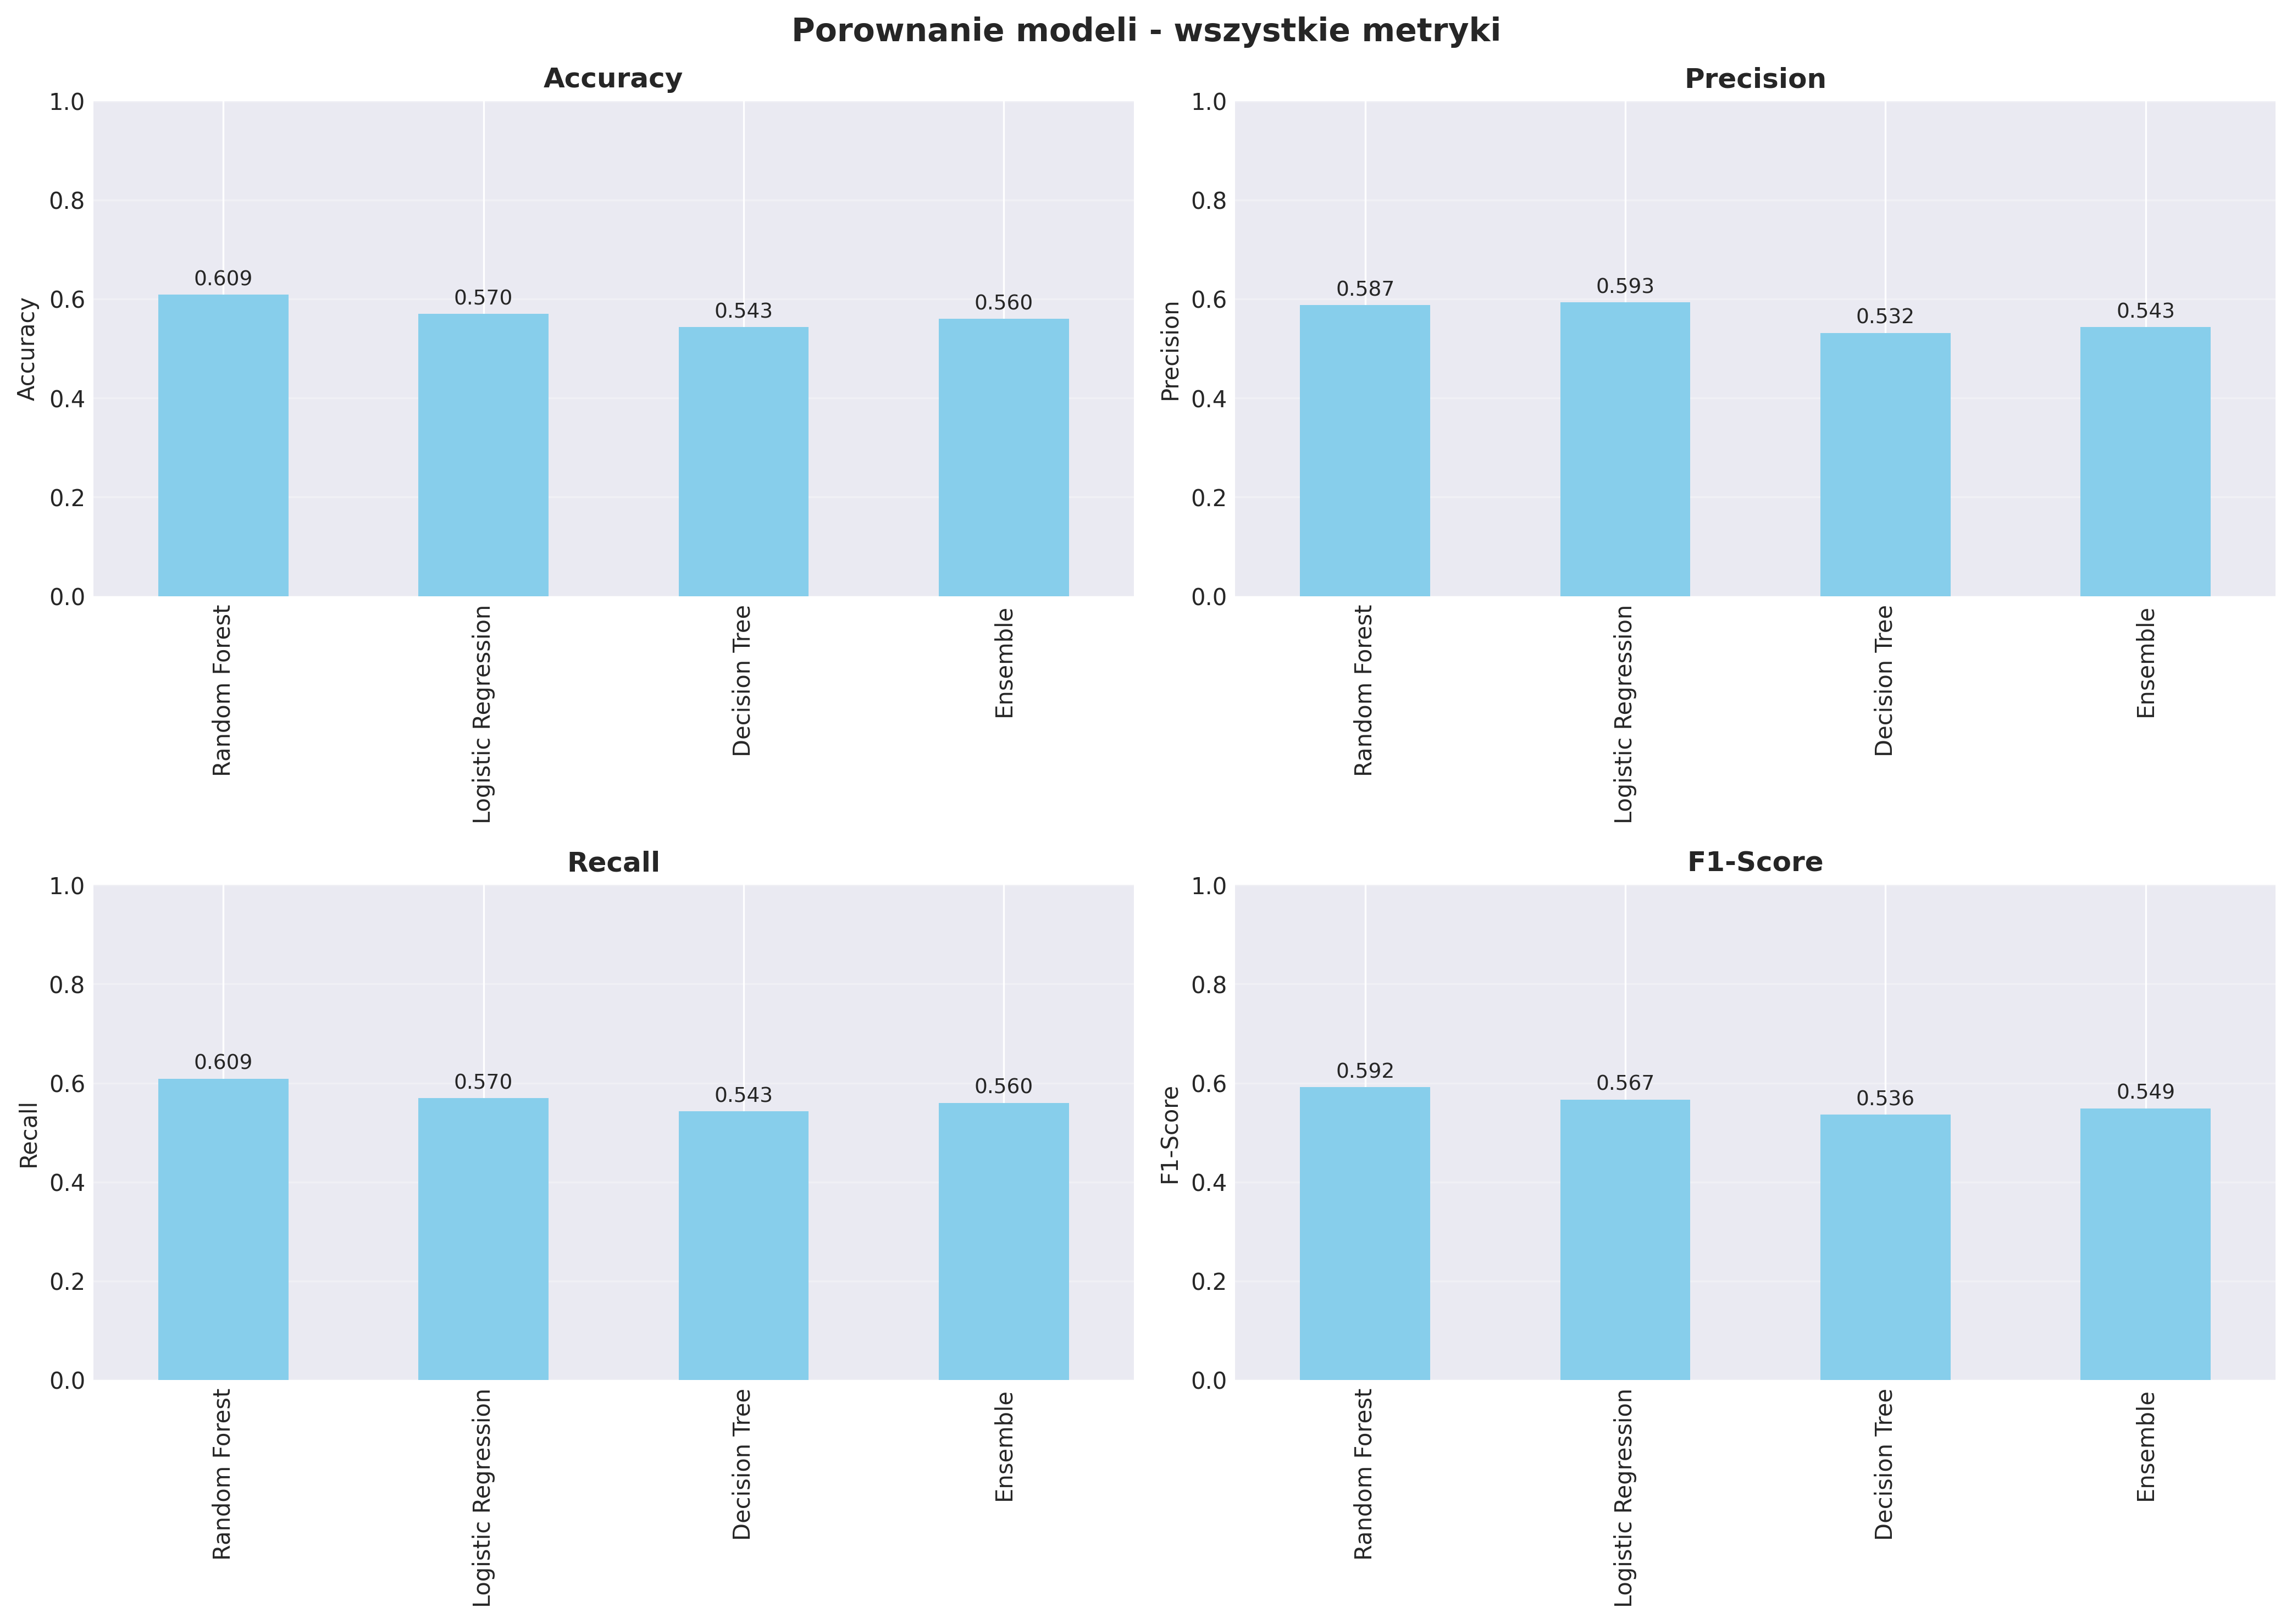 Porownanie modeli - wszystkie metryki
Accuracy
1.0
0.8
0.6
0.4
0.2
0.0
Accuracy
0.609
0.570
0.543
0.560
Random Forest
Logistic Regression
Decision Tree
Ensemble
Precision
1.0
0.8
0.6
0.4
0.2
0.0
Precision
0.587
0.593
0.532
0.543
Random Forest
Logistic Regression
Decision Tree
Ensemble
Recall
1.0
0.8
0.6
0.4
0.2
0.0
Recall
0.609
0.570
0.543
0.560
Random Forest
Logistic Regression
Decision Tree
Ensemble
F1-Score
1.0
0.8
0.6
0.4
0.2
0.0
F1-Score
0.592
0.567
0.536
0.549
Random Forest
Logistic Regression
Decision Tree
Ensemble